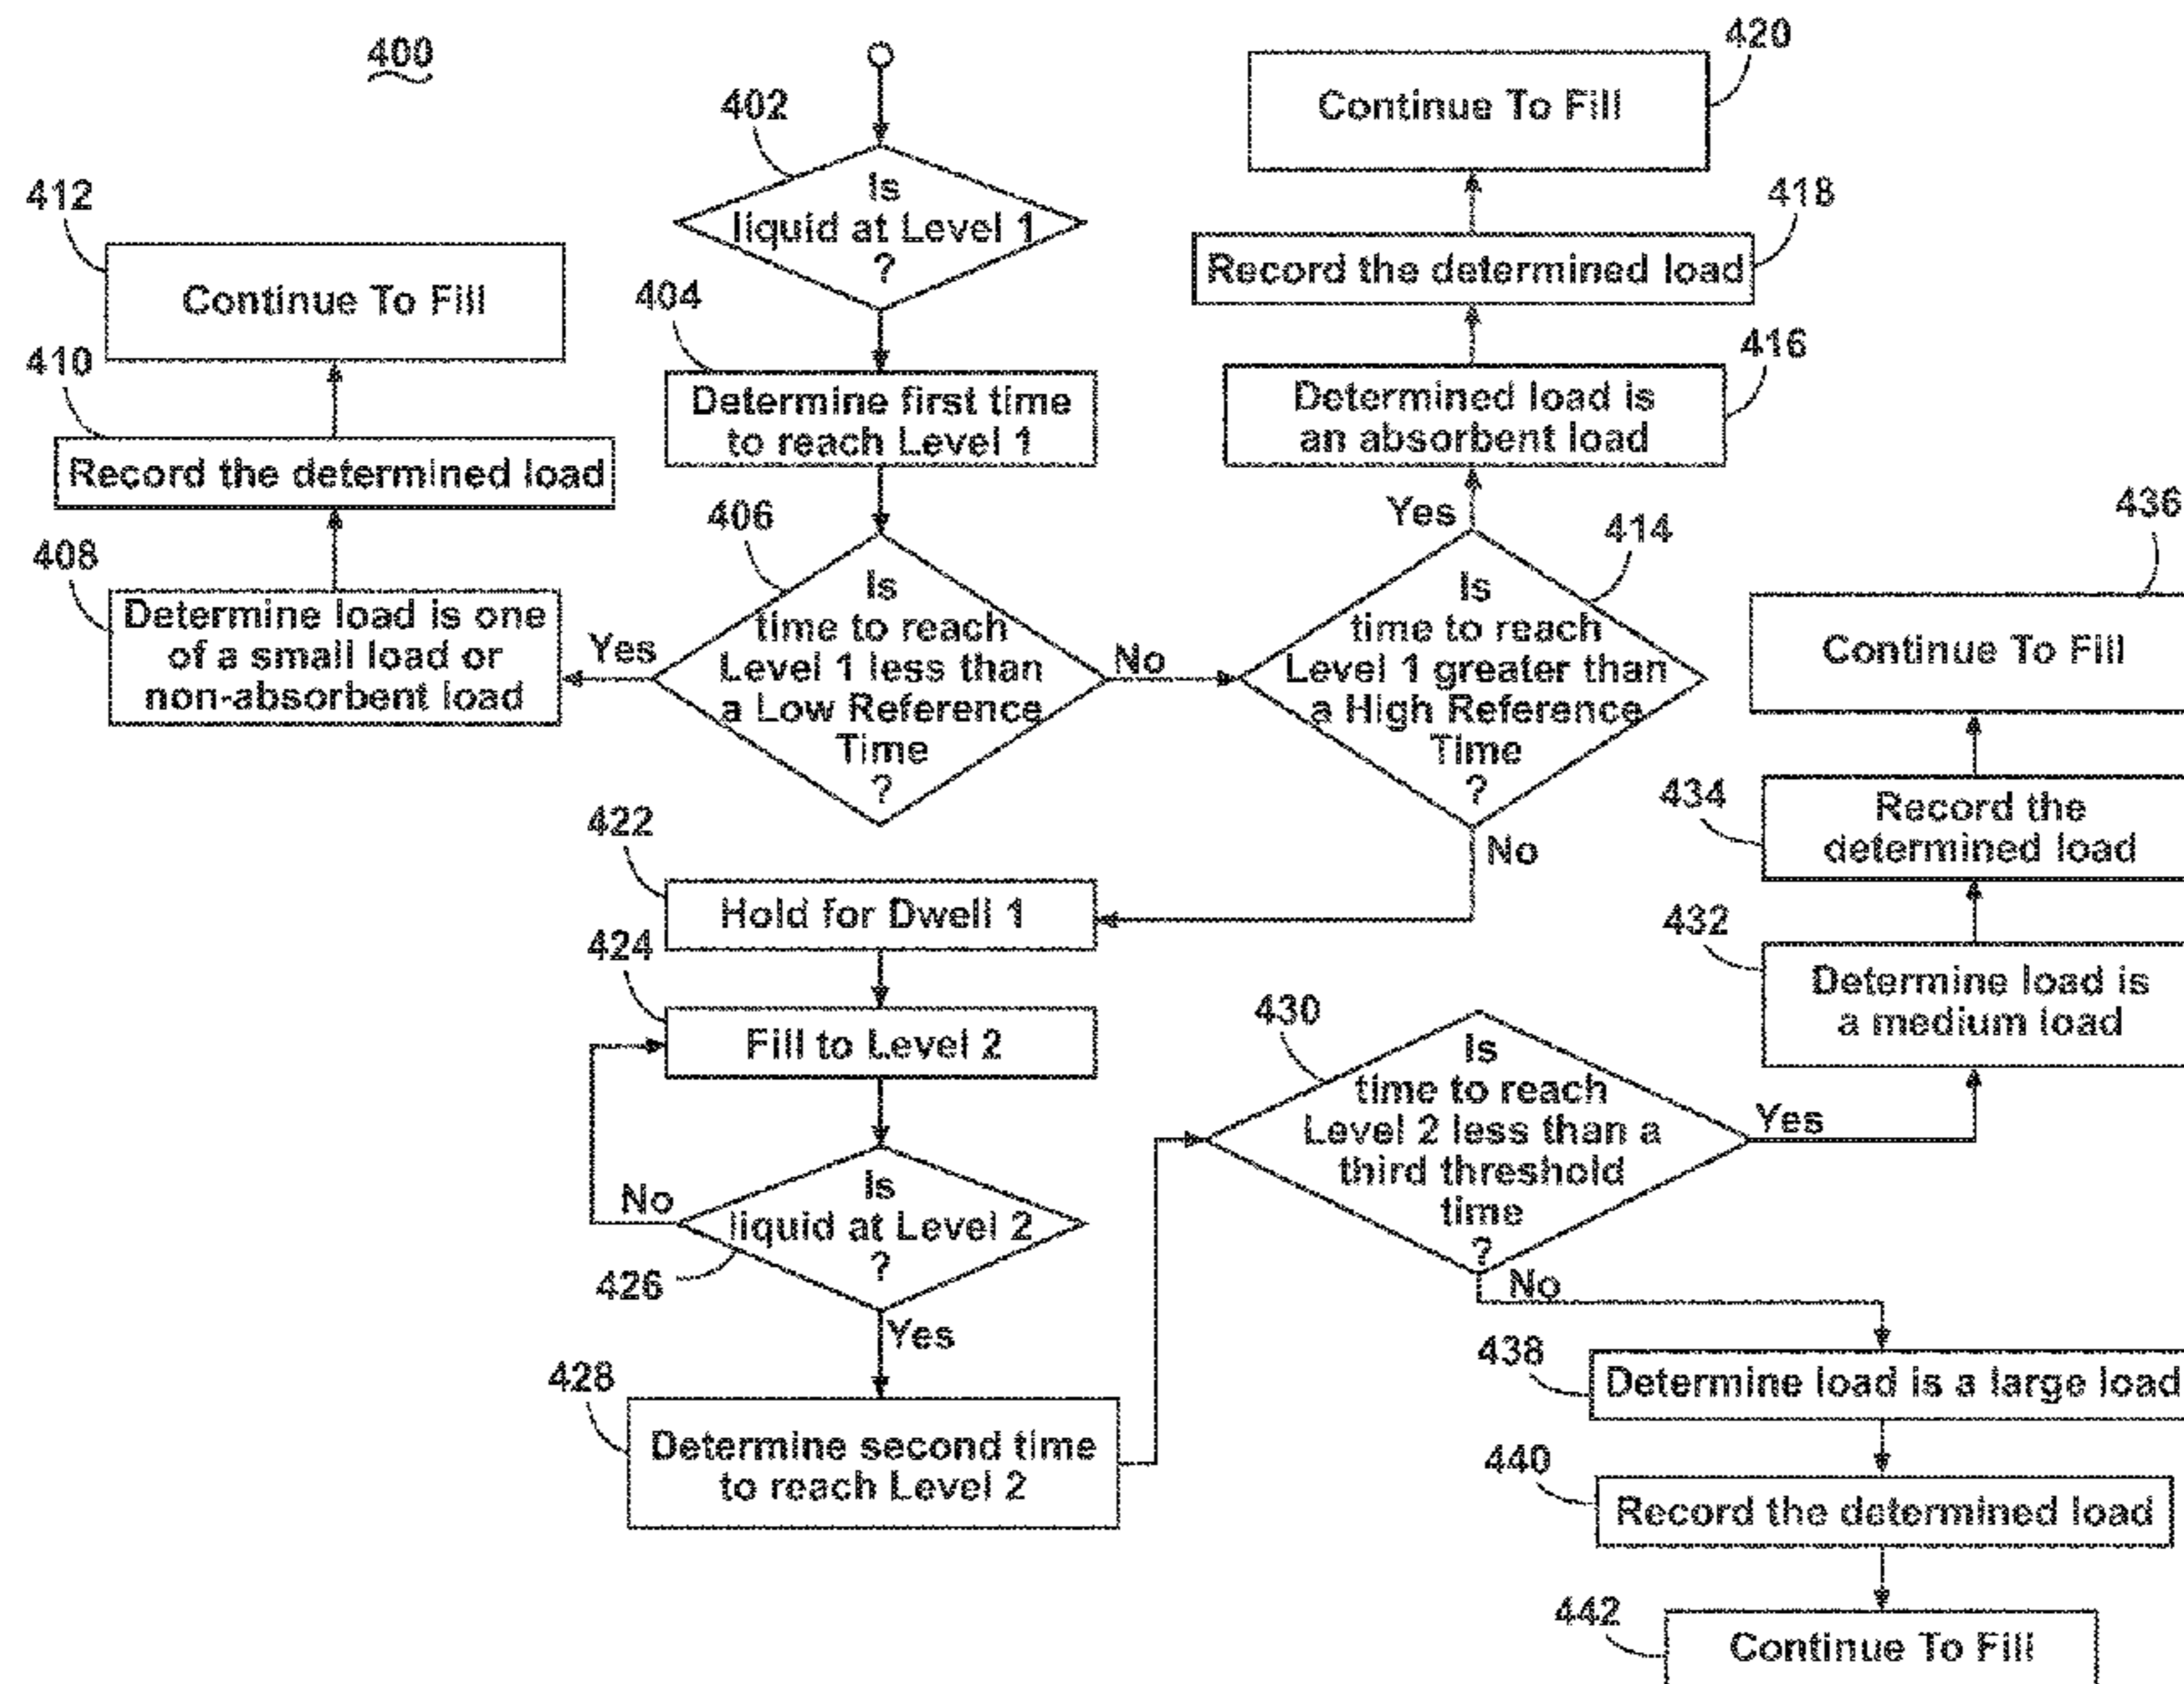 400
402
Is
liquid at Level 1
?
404
Determine first time
to reach Level 1
406
Is
time to reach
Level 1 less than
a Low Reference
Time
?
Yes
No
408
Determine load is one
of a small load or
non-absorbent load
410
Record the determined load
412
Continue To Fill
414
Is
time to reach
Level 1 greater than
a High Reference
Time
?
Yes
No
416
Determined load is
an absorbent load
418
Record the determined load
420
Continue To Fill
422
Hold for Dwell 1
424
Fill to Level 2
426
Is
liquid at Level 2
?
No
Yes
428
Determine second time
to reach Level 2
430
Is
time to reach
Level 2 less than a
third threshold
time
?
Yes
No
432
Determine load is
a medium load
434
Record the
determined load
436
Continue To Fill
438
Determine load is a large load
440
Record the determined load
442
Continue To Fill